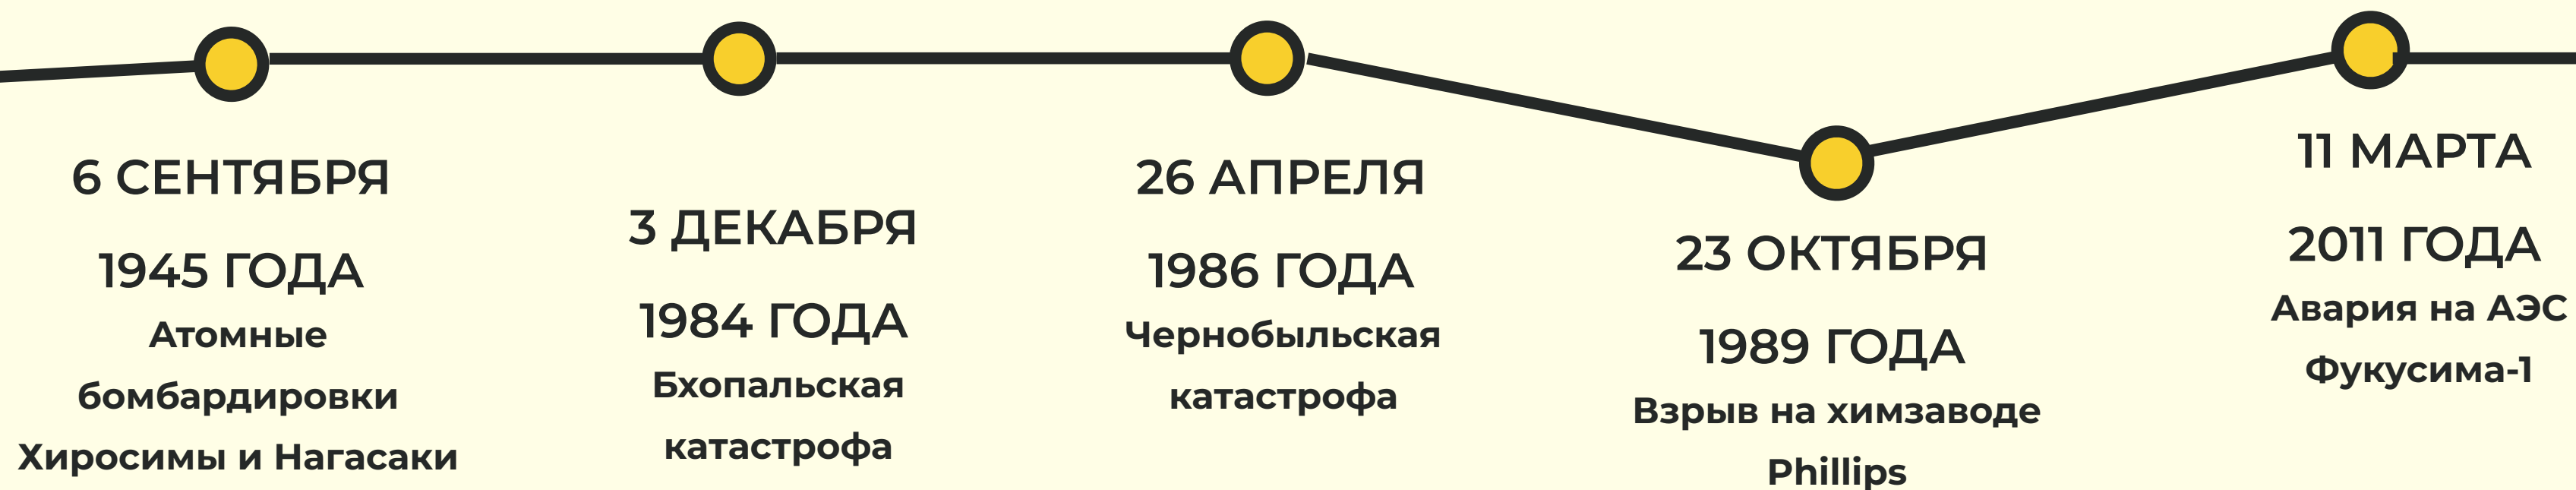 6 СЕНТЯБРЯ
1945 ГОДА
Атомные
бомбардировки
Хиросимы и Нагасаки
3 ДЕКАБРЯ
1984 ГОДА
Бхопальская
катастрофа
26 АПРЕЛЯ
1986 ГОДА
Чернобыльская
катастрофа
23 ОКТЯБРЯ
1989 ГОДА
Взрыв на химзаводе
Phillips
11 МАРТА
2011 ГОДА
Авария на АЭС
Фукусима-1